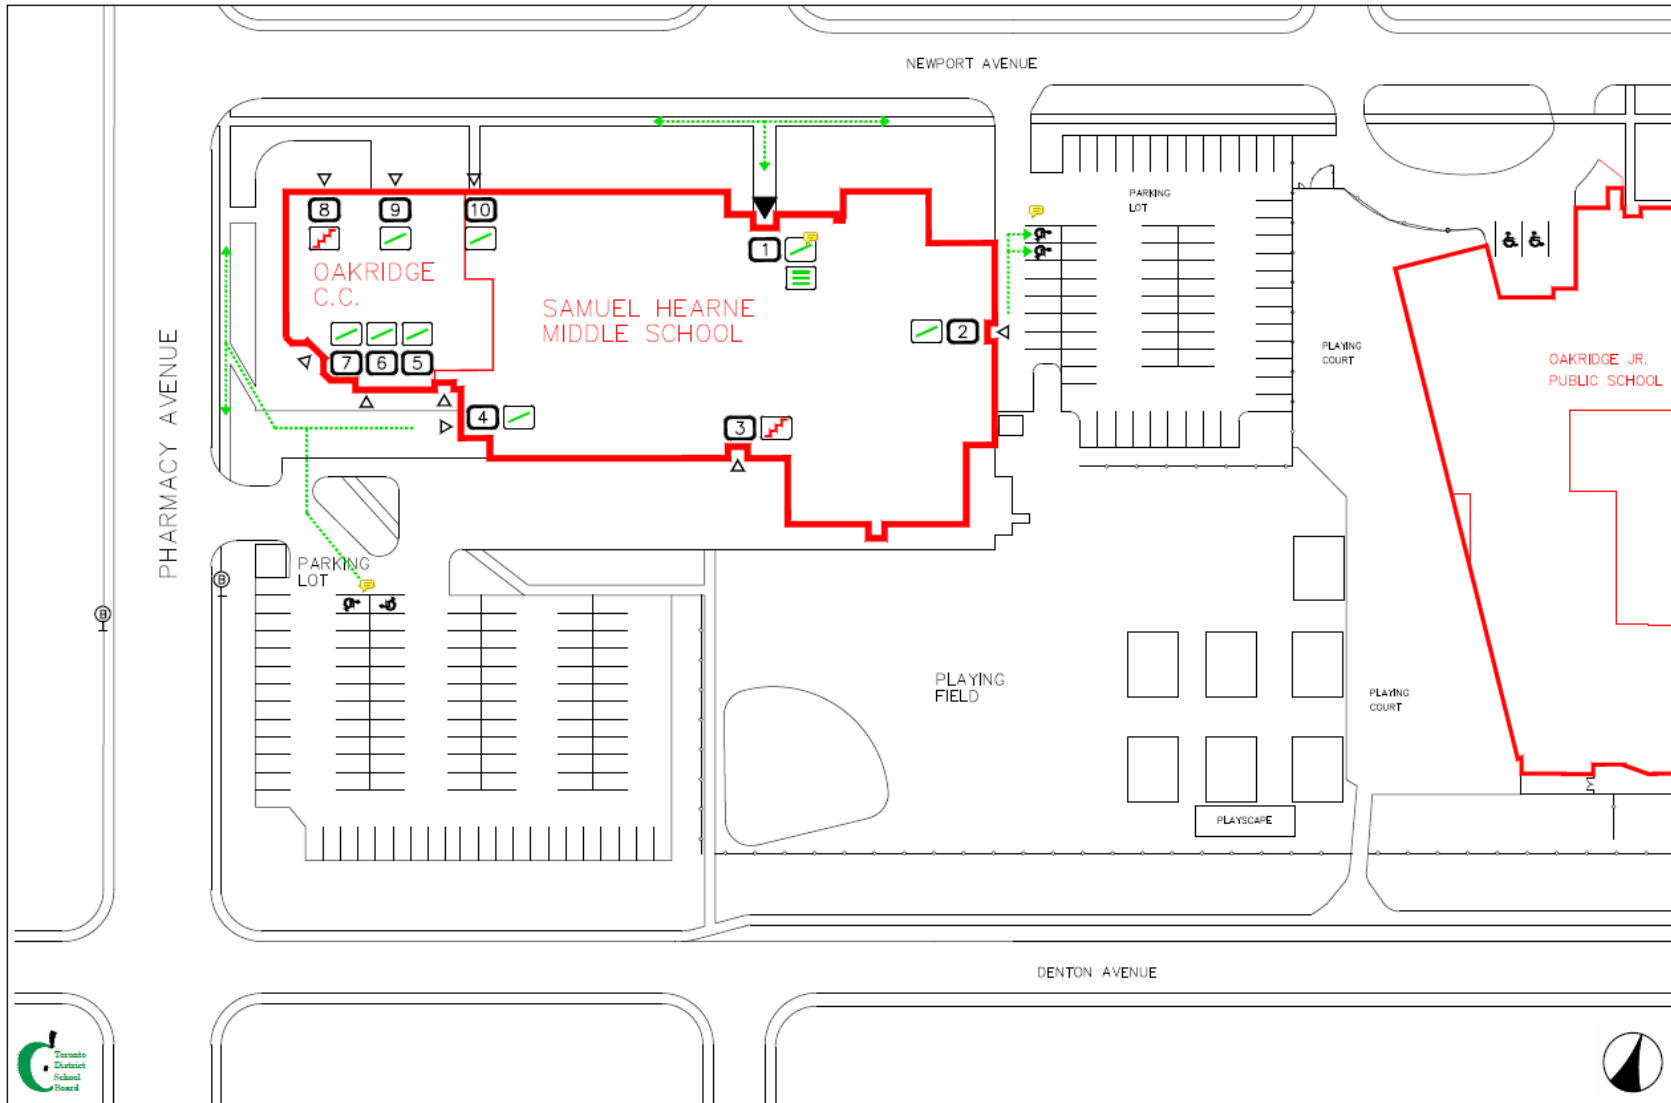 NEWPORT AVENUE
PARKING
LOT
8
9
10
1
OAKRIDGE
C.C.
SAMUEL HEARNE
MIDDLE SCHOOL
2
7
6
5
4
3
PLAYING
COURT
OAKRIDGE JR.
PUBLIC SCHOOL
PHARMACY AVENUE
PARKING
LOT
B
B
PLAYING
FIELD
PLAYING
COURT
PLAYSCAPE
DENTON AVENUE
Toronto
District
School
Board